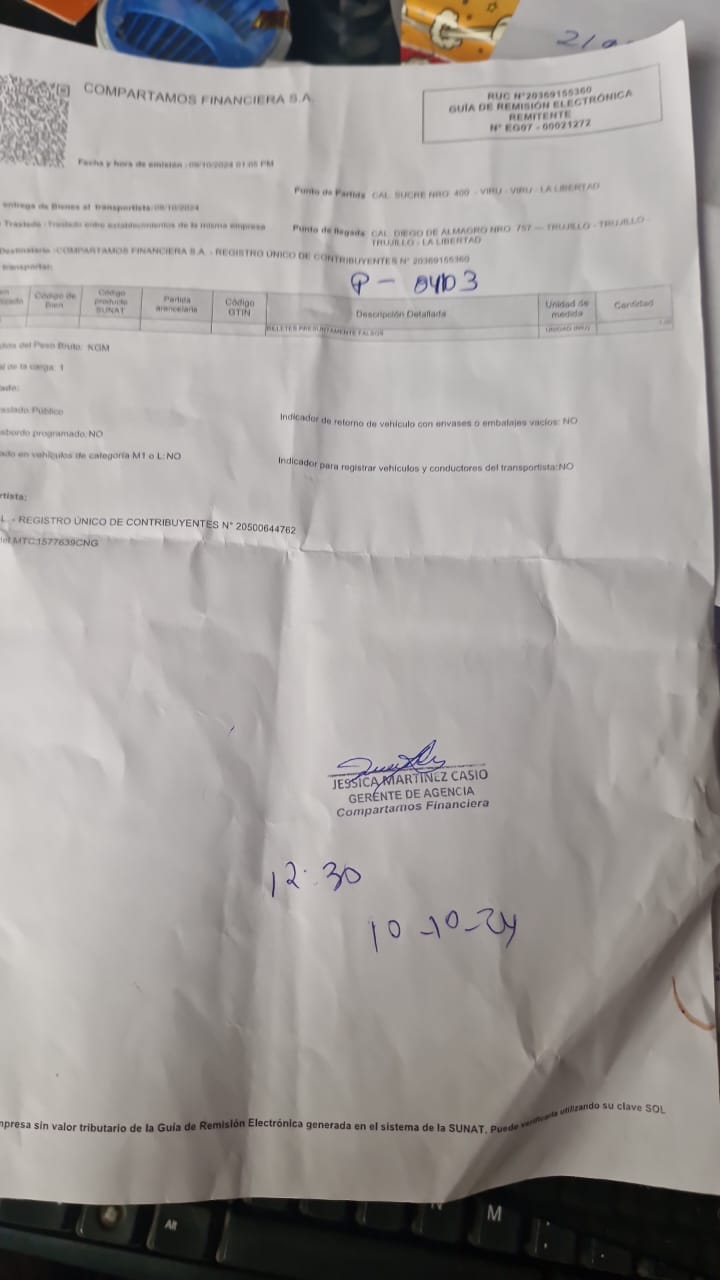 21
COMPARTAMOS FINANCIERA S.A.
RUC N°20369155360
GUÍA DE REMISIÓN ELECTRÓNICA
REMITENTE
N° EG07 - 00021272
Fecha y hora de emisión : 09/10/2024 01:05 PM
Punto de Partida CAL. SUCRE NRO. 400 - VIRU - VIRU - LA LIBERTAD
entrega de Bienes al transportista:09/10/2024
Traslado : Traslado entre establecimientos de la misma empresa
Punto de llegada CAL. DIEGO DE ALMAGRO NRO. 757 --- TRUJILLO - TRUJILLO -
TRUJILLO - LA LIBERTAD
Destinatario :COMPARTAMOS FINANCIERA S.A. - REGISTRO ÚNICO DE CONTRIBUYENTES N° 20369155360
transportar:
P - 04103
Código de Bien Código producto SUNAT Partida arancelaria Código GTIN Descripción Detallada Unidad de medida Cantidad
BILLETES PRESUNTAMENTE FALSOS UNIDAD
Peso Bruto: KGM
de la carga: 1
Público
Indicador de retorno de vehículo con envases o embalajes vacíos: NO
programado:NO
en vehículos de categoría M1 o L:NO
Indicador para registrar vehículos y conductores del transportista:NO
L. - REGISTRO ÚNICO DE CONTRIBUYENTES N° 20500644762
MTC:1577639CNG
JESSICA MARTINEZ CASIO
GERENTE DE AGENCIA
Compartamos Financiera
12:30
10-10-24
sin valor tributario de la Guía de Remisión Electrónica generada en el sistema de la SUNAT. Puede verificarla utilizando su clave SOL
Alt
M